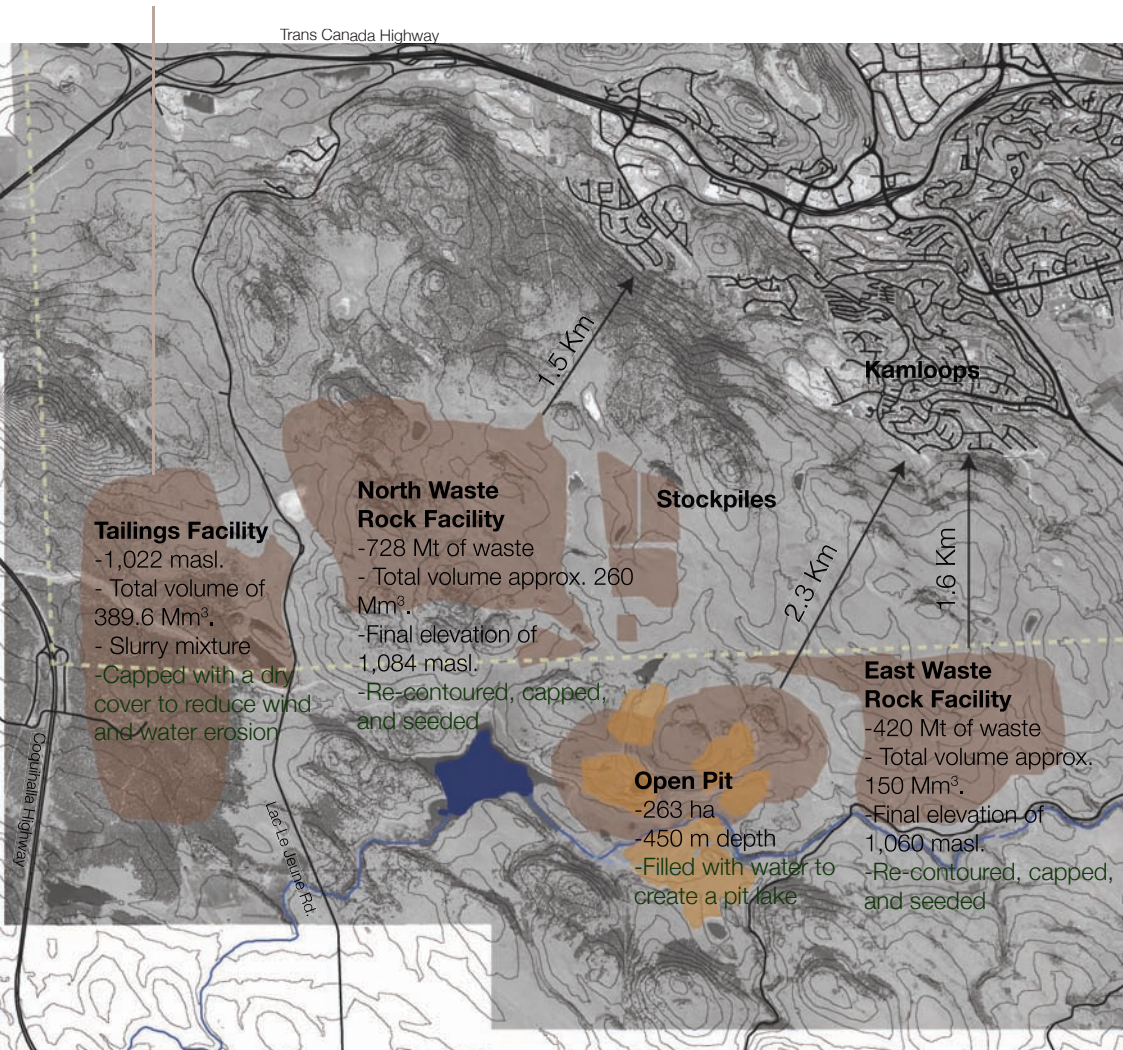 Trans Canada Highway
1.5 Km
Kamloops
North Waste
Rock Facility
-728 Mt of waste
- Total volume approx. 260
Mm³.
-Final elevation of
1,084 masl.
-Re-contoured, capped,
and seeded
Stockpiles
Tailings Facility
-1,022 masl.
- Total volume of
389.6 Mm³.
- Slurry mixture
-Capped with a dry
cover to reduce wind
and water erosion
2.3 Km
1.6 Km
East Waste
Rock Facility
-420 Mt of waste
- Total volume approx.
150 Mm³.
-Final elevation of
1,060 masl.
-Re-contoured, capped,
and seeded
Open Pit
-263 ha
-450 m depth
-Filled with water to
create a pit lake
Coquihalla Highway
Lac Le Jeune Rd.